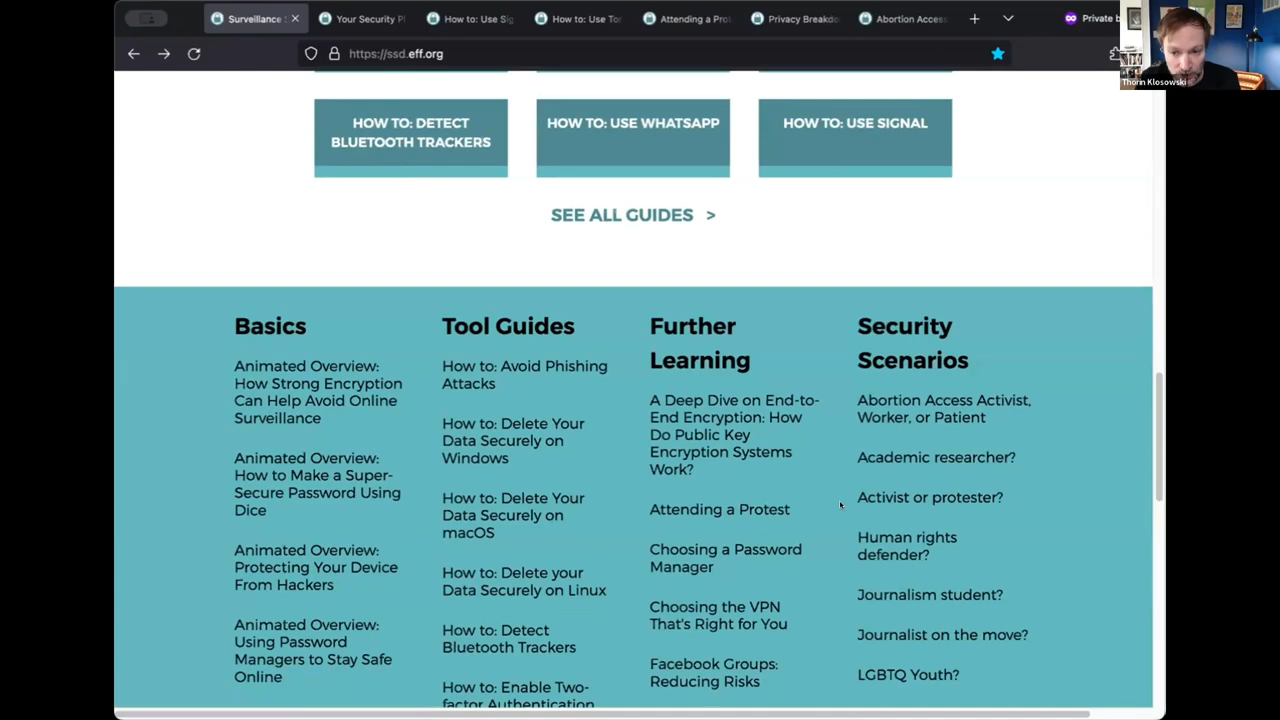 Surveillance S
Your Security Pl
How to: Use Sig
How to: Use Tor
Attending a Prot
Privacy Breakdo
Abortion Access
Private b
https://ssd.eff.org
Thorin Klosowski
HOW TO: DETECT
BLUETOOTH TRACKERS
HOW TO: USE WHATSAPP
HOW TO: USE SIGNAL
SEE ALL GUIDES >
Basics
Animated Overview:
How Strong Encryption
Can Help Avoid Online
Surveillance
Animated Overview:
How to Make a Super-
Secure Password Using
Dice
Animated Overview:
Protecting Your Device
From Hackers
Animated Overview:
Using Password
Managers to Stay Safe
Online
Tool Guides
How to: Avoid Phishing
Attacks
How to: Delete Your
Data Securely on
Windows
How to: Delete Your
Data Securely on
macOS
How to: Delete your
Data Securely on Linux
How to: Detect
Bluetooth Trackers
How to: Enable Two-
factor Authentication
Further
Learning
A Deep Dive on End-to-
End Encryption: How
Do Public Key
Encryption Systems
Work?
Attending a Protest
Choosing a Password
Manager
Choosing the VPN
That's Right for You
Facebook Groups:
Reducing Risks
Security
Scenarios
Abortion Access Activist,
Worker, or Patient
Academic researcher?
Activist or protester?
Human rights
defender?
Journalism student?
Journalist on the move?
LGBTQ Youth?